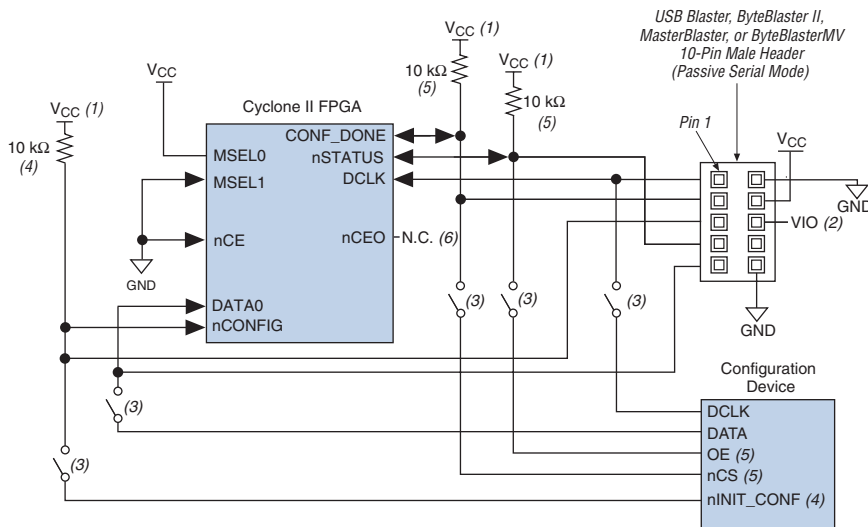 USB Blaster, ByteBlaster II,
MasterBlaster, or ByteBlasterMV
10-Pin Male Header
(Passive Serial Mode)
VCC (1)
VCC (1)
VCC
10 kΩ
(5)
10 kΩ
(5)
VCC (1)
10 kΩ
(4)
Cyclone II FPGA
CONF_DONE
nSTATUS
DCLK
MSEL0
MSEL1
nCE
nCEO
N.C. (6)
DATA0
nCONFIG
GND
Pin 1
VCC
GND
VIO (2)
GND
(3)
(3)
(3)
(3)
(3)
Configuration
Device
DCLK
DATA
OE (5)
nCS (5)
nINIT_CONF (4)